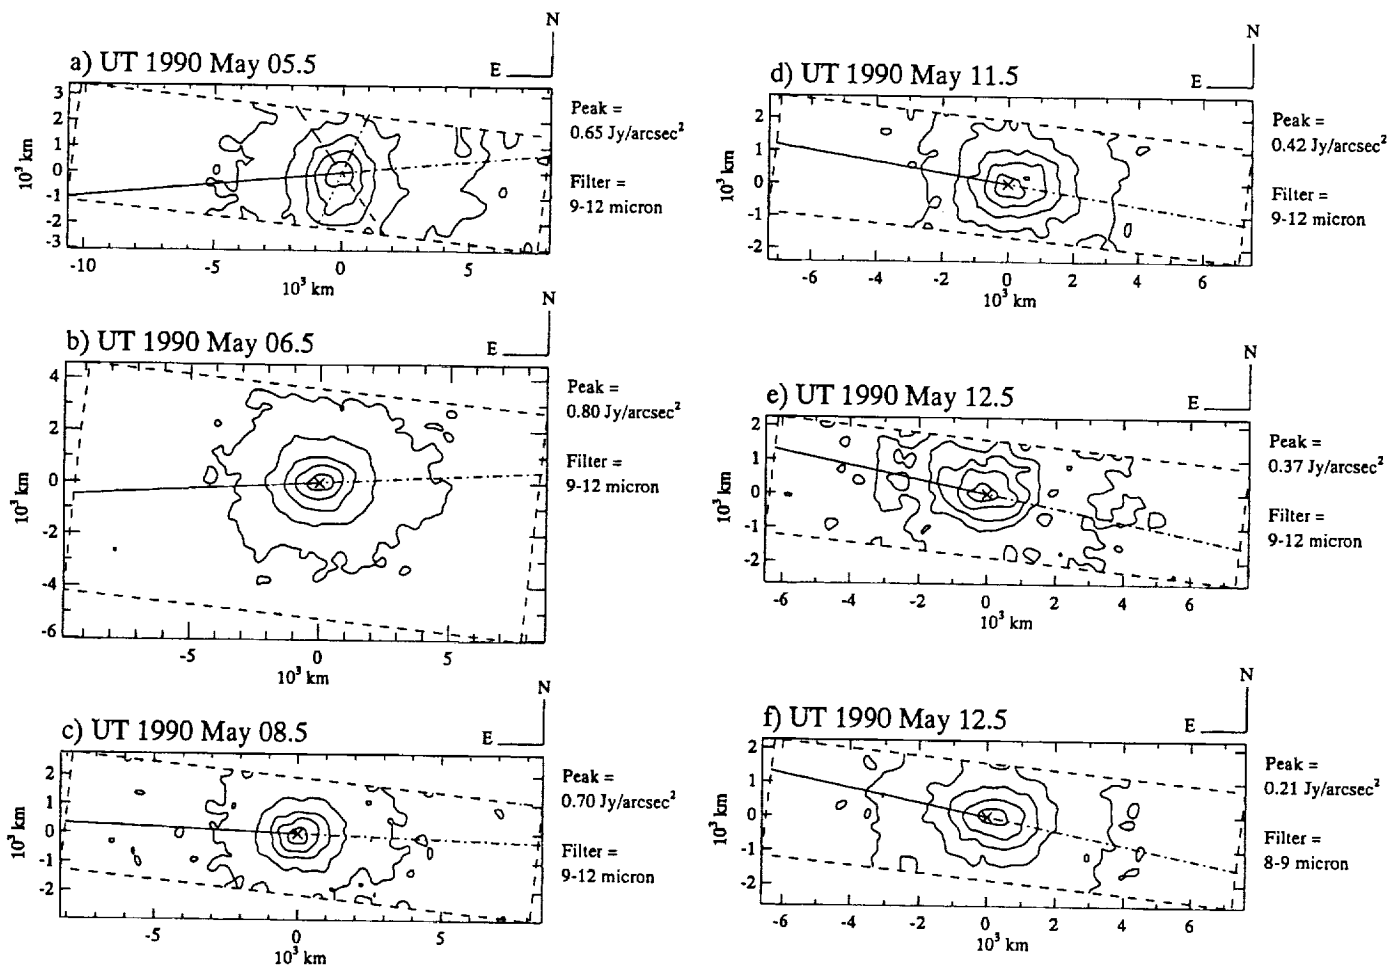 N
a) UT 1990 May 05.5
E
3
2
1
0
-1
-2
-3
10³ km
-10
-5
0
5
10³ km
Peak =
0.65 Jy/arcsec²
Filter =
9-12 micron
N
b) UT 1990 May 06.5
E
4
2
0
-2
-4
-6
10³ km
-5
0
5
10³ km
Peak =
0.80 Jy/arcsec²
Filter =
9-12 micron
N
c) UT 1990 May 08.5
E
2
1
0
-1
-2
10³ km
-5
0
5
10³ km
Peak =
0.70 Jy/arcsec²
Filter =
9-12 micron
N
d) UT 1990 May 11.5
E
2
1
0
-1
-2
10³ km
-6
-4
-2
0
2
4
6
10³ km
Peak =
0.42 Jy/arcsec²
Filter =
9-12 micron
N
e) UT 1990 May 12.5
E
2
1
0
-1
-2
10³ km
-6
-4
-2
0
2
4
6
10³ km
Peak =
0.37 Jy/arcsec²
Filter =
9-12 micron
N
f) UT 1990 May 12.5
E
2
1
0
-1
-2
10³ km
-6
-4
-2
0
2
4
6
10³ km
Peak =
0.21 Jy/arcsec²
Filter =
8-9 micron